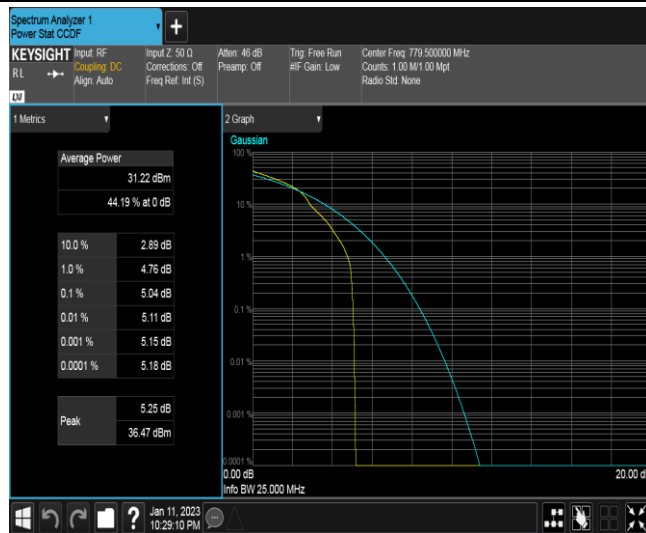 Spectrum Analyzer 1
Power Stat CCDF
+
KEYSIGHT
RL
Input: RF
Coupling: DC
Align: Auto
Input Z: 50 Ω
Corrections: Off
Freq Ref: Int (S)
Atten: 46 dB
Preamp: Off
Trig: Free Run
#IF Gain: Low
Center Freq: 779.500000 MHz
Counts: 1.00 M/1.00 Mpt
Radio Std: None
1 Metrics
Average Power
31.22 dBm
44.19 % at 0 dB
10.0 % 2.89 dB
1.0 % 4.76 dB
0.1 % 5.04 dB
0.01 % 5.11 dB
0.001 % 5.15 dB
0.0001 % 5.18 dB
Peak
5.25 dB
36.47 dBm
2 Graph
Gaussian
100 %
10 %
1 %
0.1 %
0.01 %
0.001 %
0.0001 %
0.00 dB
20.00 d
Info BW 25.000 MHz
?
Jan 11, 2023
10:29:10 PM